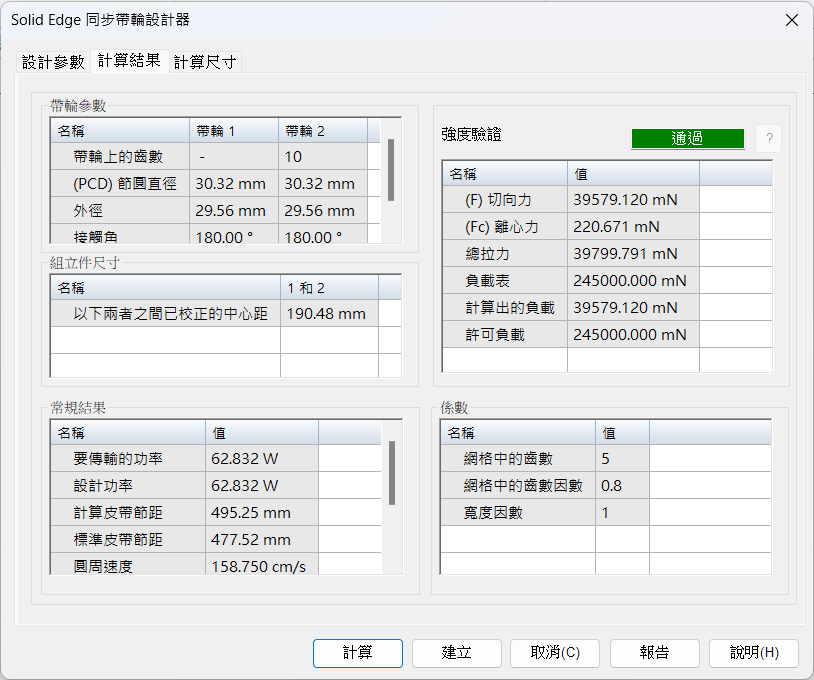 Solid Edge 同步帶輪設計器
設計參數 計算結果 計算尺寸
帶輪參數
名稱 帶輪 1 帶輪 2
帶輪上的齒數 - 10
(PCD) 節圓直徑 30.32 mm 30.32 mm
外徑 29.56 mm 29.56 mm
接觸角 180.00 ° 180.00 °
組立件尺寸
名稱 1 和 2
以下兩者之間已校正的中心距 190.48 mm
常規結果
名稱 值
要傳輸的功率 62.832 W
設計功率 62.832 W
計算皮帶節距 495.25 mm
標準皮帶節距 477.52 mm
圓周速度 158.750 cm/s
強度驗證 通過 ?
名稱 值
(F) 切向力 39579.120 mN
(Fc) 離心力 220.671 mN
總拉力 39799.791 mN
負載表 245000.000 mN
計算出的負載 39579.120 mN
許可負載 245000.000 mN
係數
名稱 值
網格中的齒數 5
網格中的齒數因數 0.8
寬度因數 1
計算 建立 取消(C) 報告 說明(H)